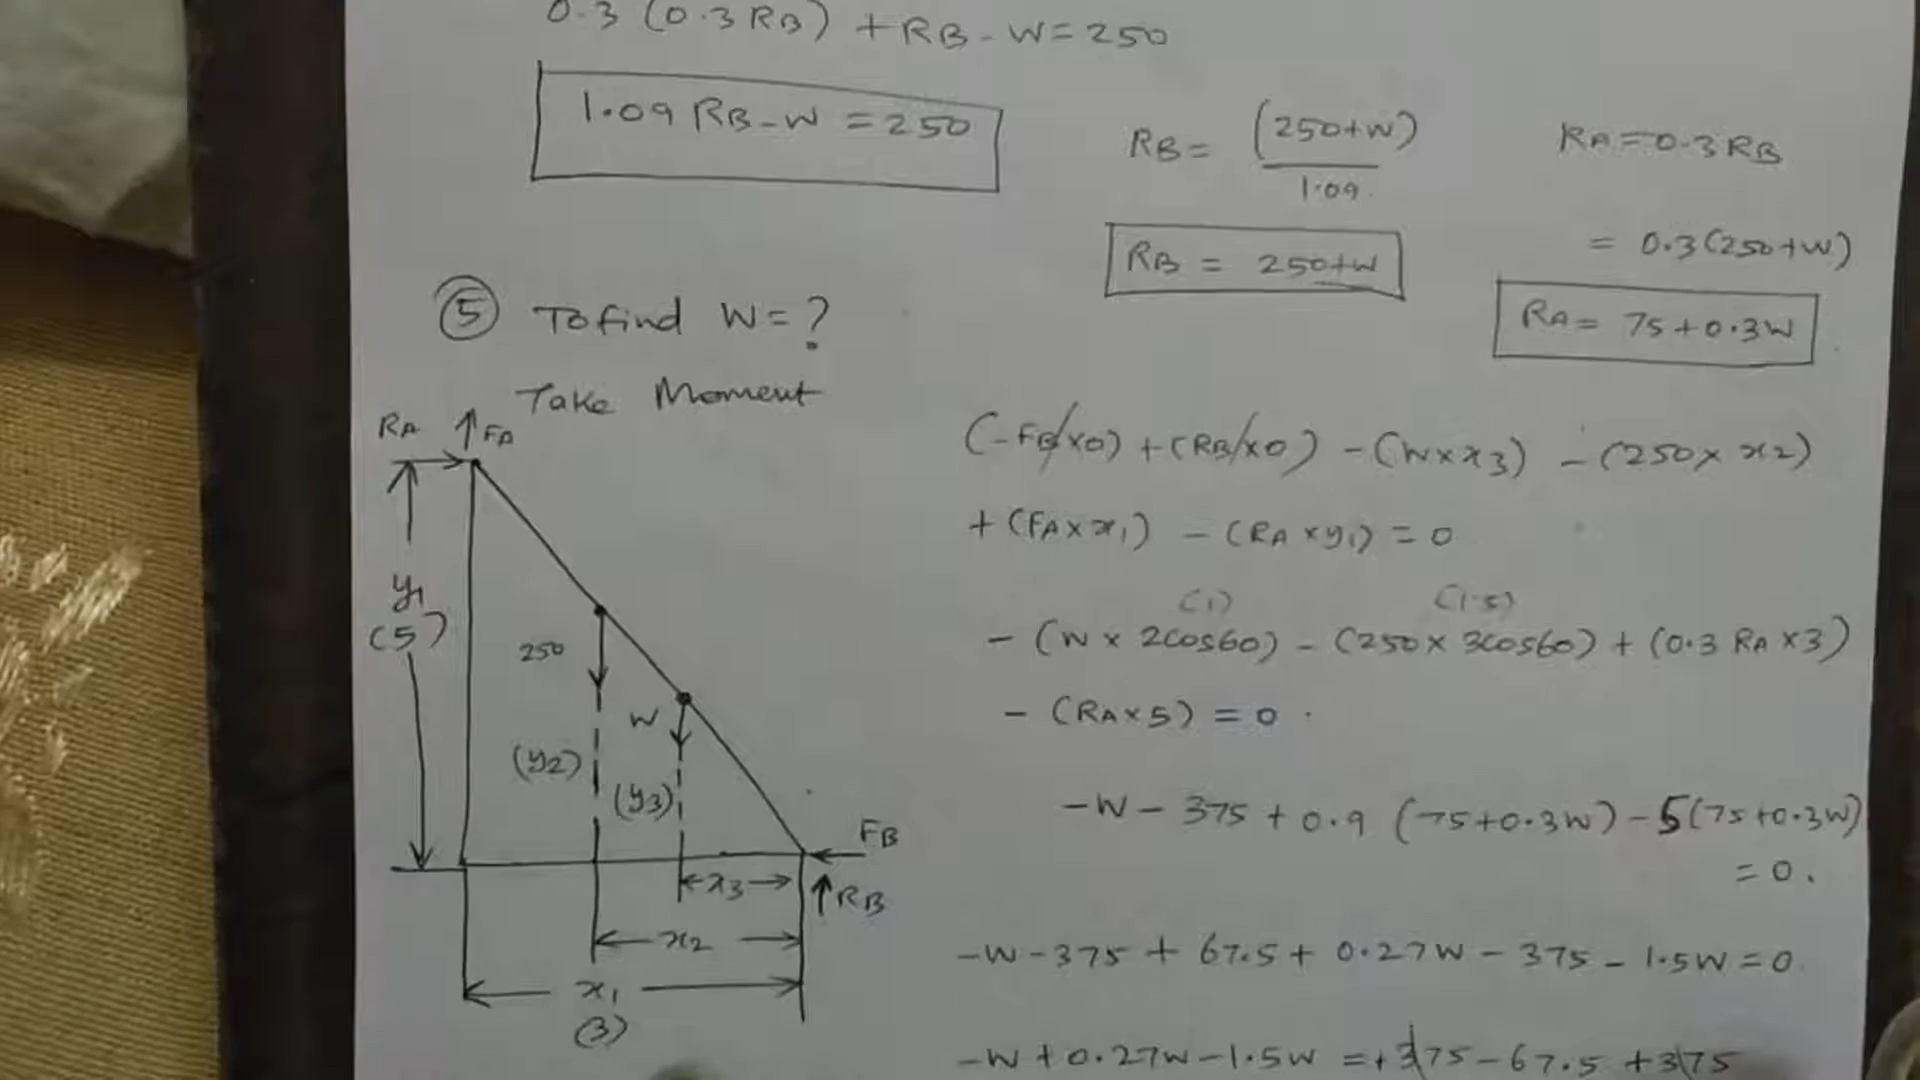 0.3 (0.3 RB) + RB - W = 250
1.09 RB - W = 250
RB = (250+W)
1.09
RA = 0.3 RB
= 0.3(250+W)
RB = 250+W
RA = 75+0.3W
⑤ To find W = ?
Take Moment
RA ↑FA
y1
(5)
250
W
(y2)
(y3)
FB
x3
↑RB
x2
x1
(3)
(-FB×0) + (RB×0) - (W×x3) - (250× x2)
+ (FA×x1) - (RA×y1) = 0
(1) (1.5)
- (W × 2cos60) - (250× 3cos60) + (0.3 RA×3)
- (RA×5) = 0 .
-W - 375 + 0.9 (75+0.3W) - 5(75+0.3W)
= 0.
-W - 375 + 67.5 + 0.27W - 375 - 1.5W = 0
-W + 0.27W - 1.5W = +375 - 67.5 + 375